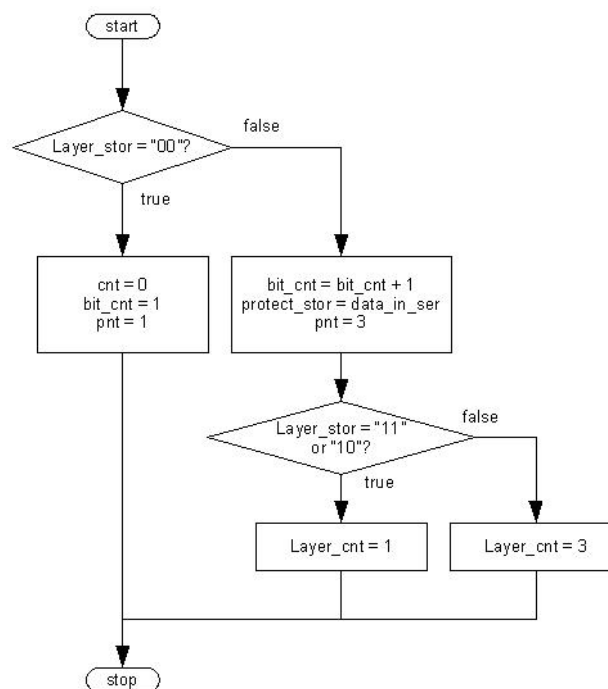 start
Layer_stor = "00"?
false
true
cnt = 0
bit_cnt = 1
pnt = 1
bit_cnt = bit_cnt + 1
protect_stor = data_in_ser
pnt = 3
Layer_stor = "11"
or "10"?
false
true
Layer_cnt = 1
Layer_cnt = 3
stop